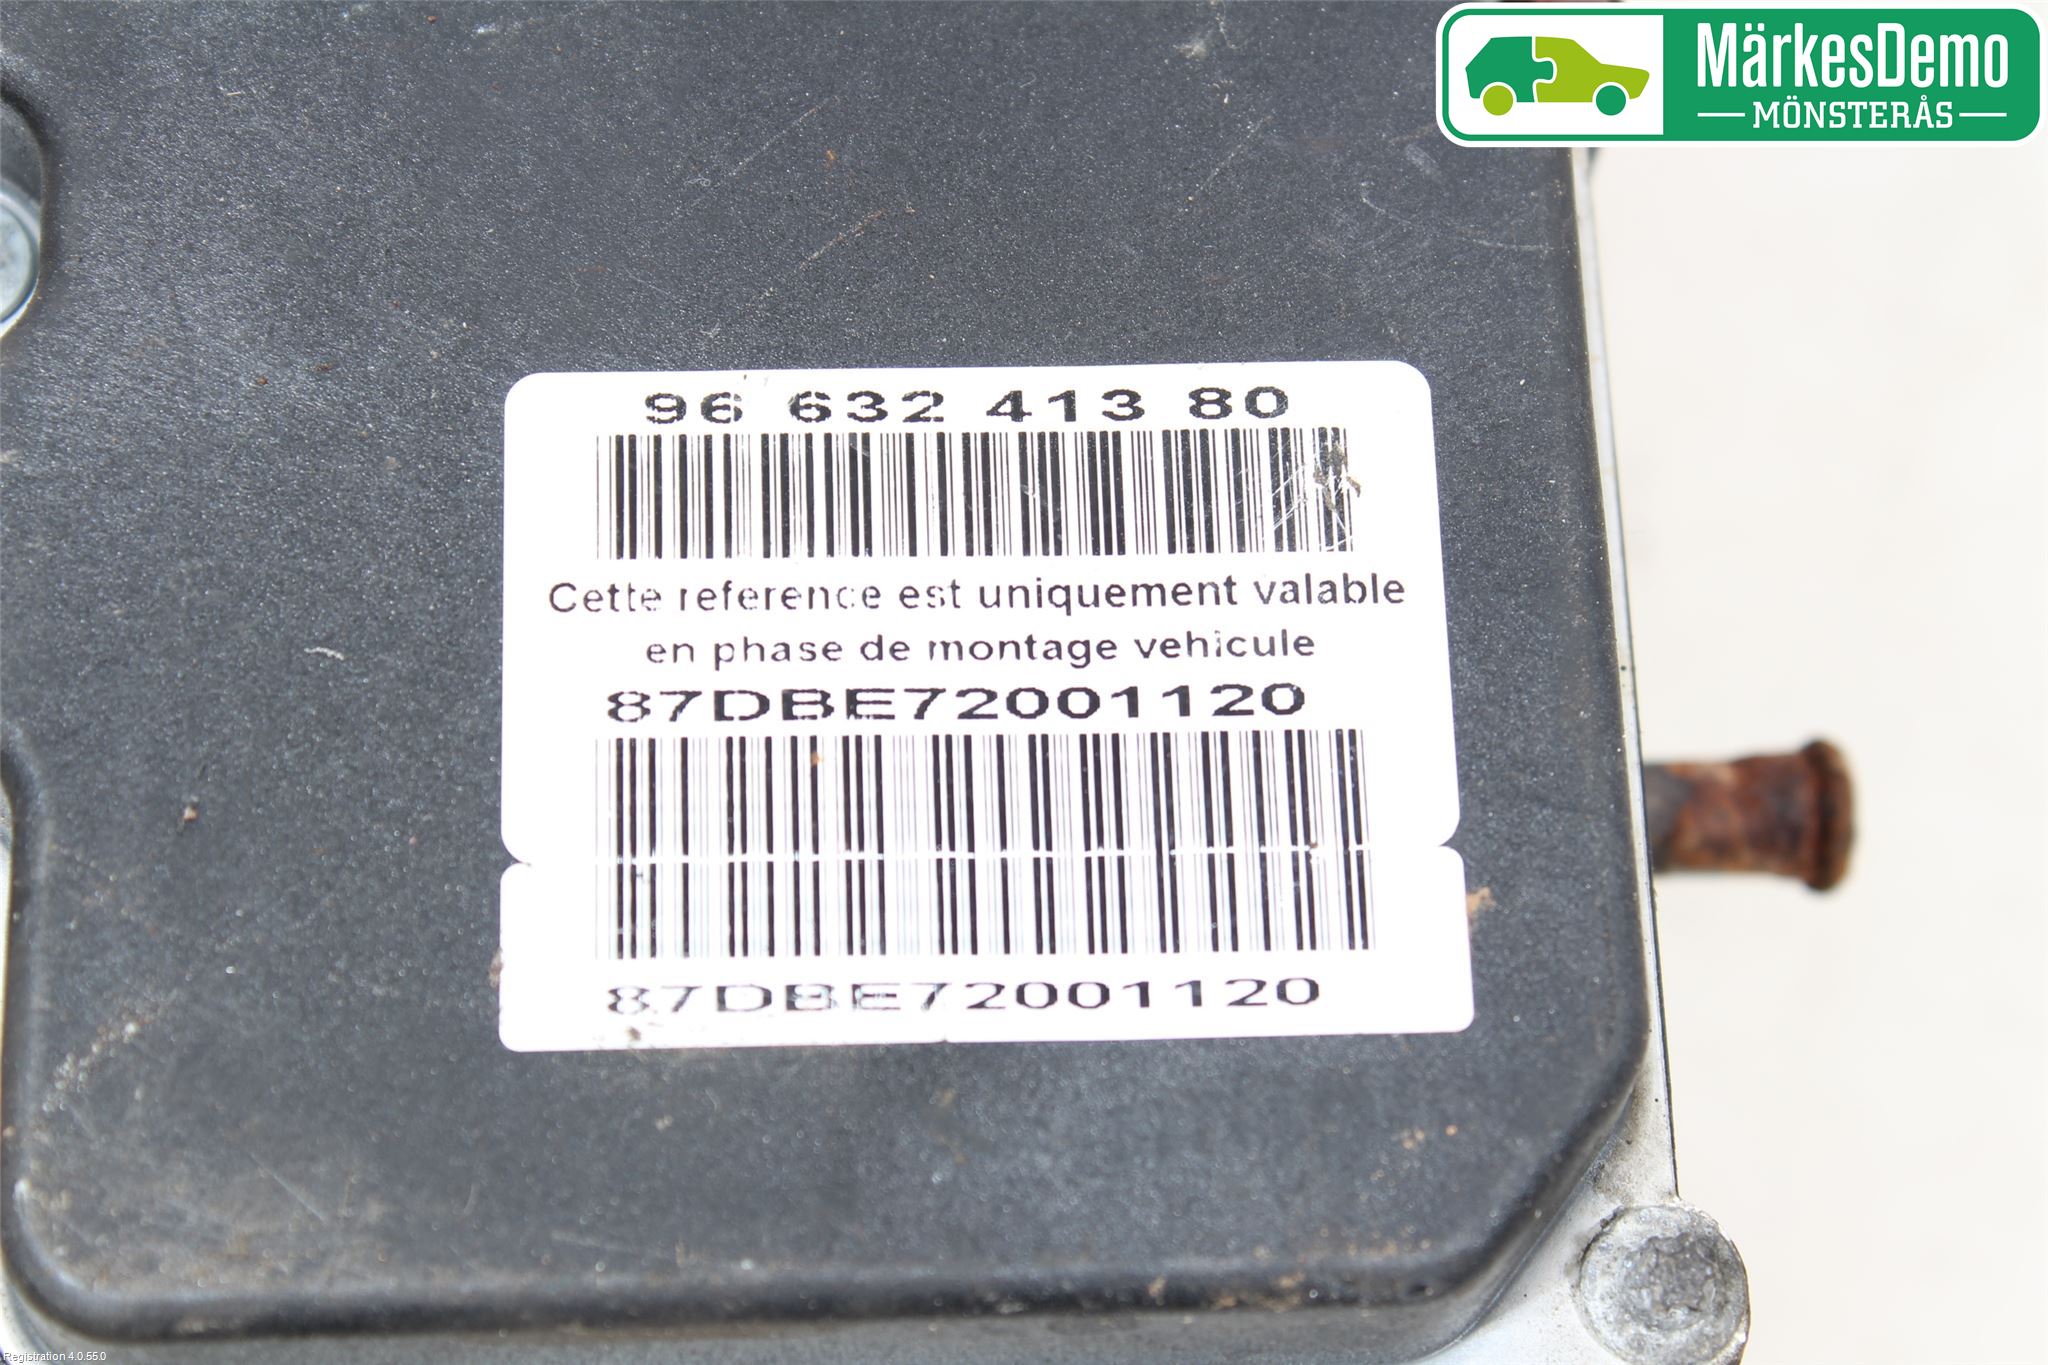 MärkesDemo
MÖNSTERÅS
96 632 413 80
Cette reference est uniquement valable
en phase de montage vehicule
87DBE72001120
87DBE72001120
Registration 4.0.55.0